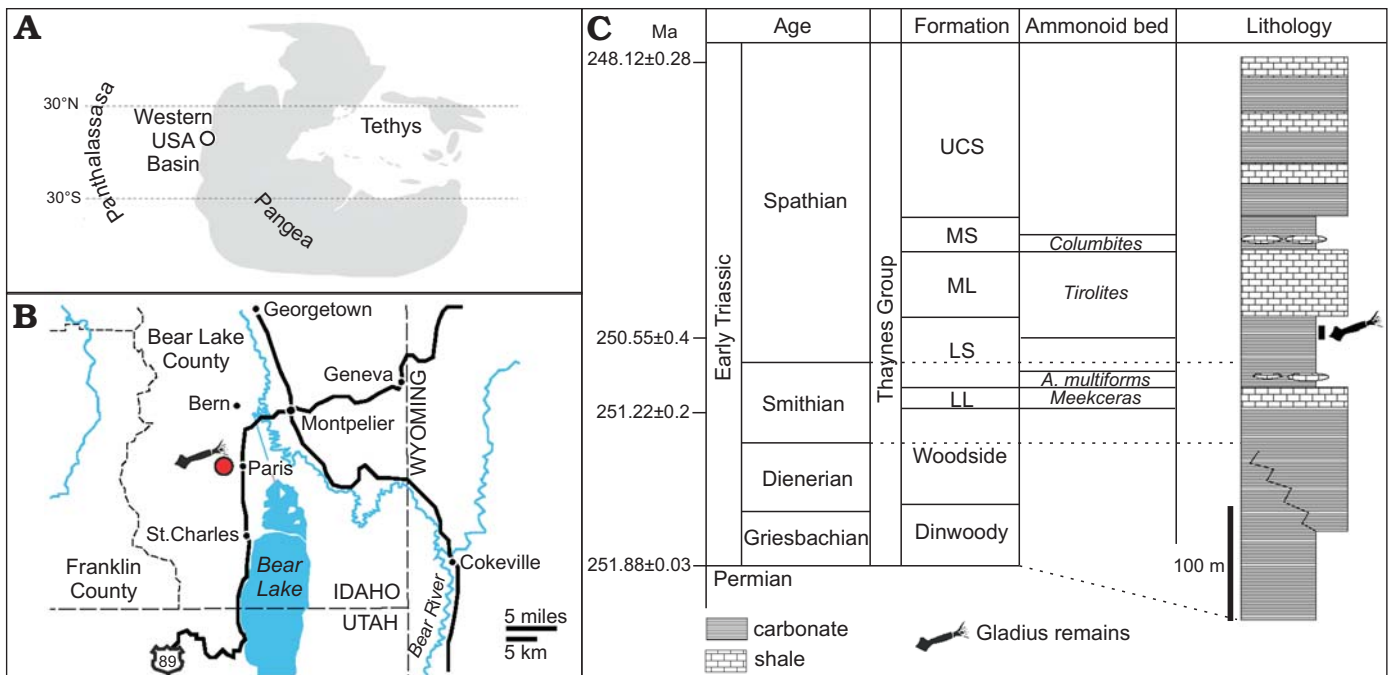 A
30°N
Western
USA
Basin
Tethys
Panthalassasa
30°S
Pangea
B
Georgetown
Bear Lake
County
Geneva
Bern
Montpelier
WYOMING
Paris
St.Charles
Franklin
County
Bear
Lake
Cokeville
IDAHO
UTAH
Bear River
5 miles
5 km
89
C
Ma
Age
Formation
Ammonoid bed
Lithology
248.12±0.28
250.55±0.4
251.22±0.2
251.88±0.03
Early Triassic
Spathian
Smithian
Dienerian
Griesbachian
Permian
Thaynes Group
UCS
MS
ML
LS
LL
Woodside
Dinwoody
Columbites
Tirolites
A. multiforms
Meekceras
100 m
carbonate
shale
Gladius remains